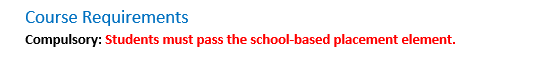 Course Requirements
Compulsory: Students must pass the school-based placement element.